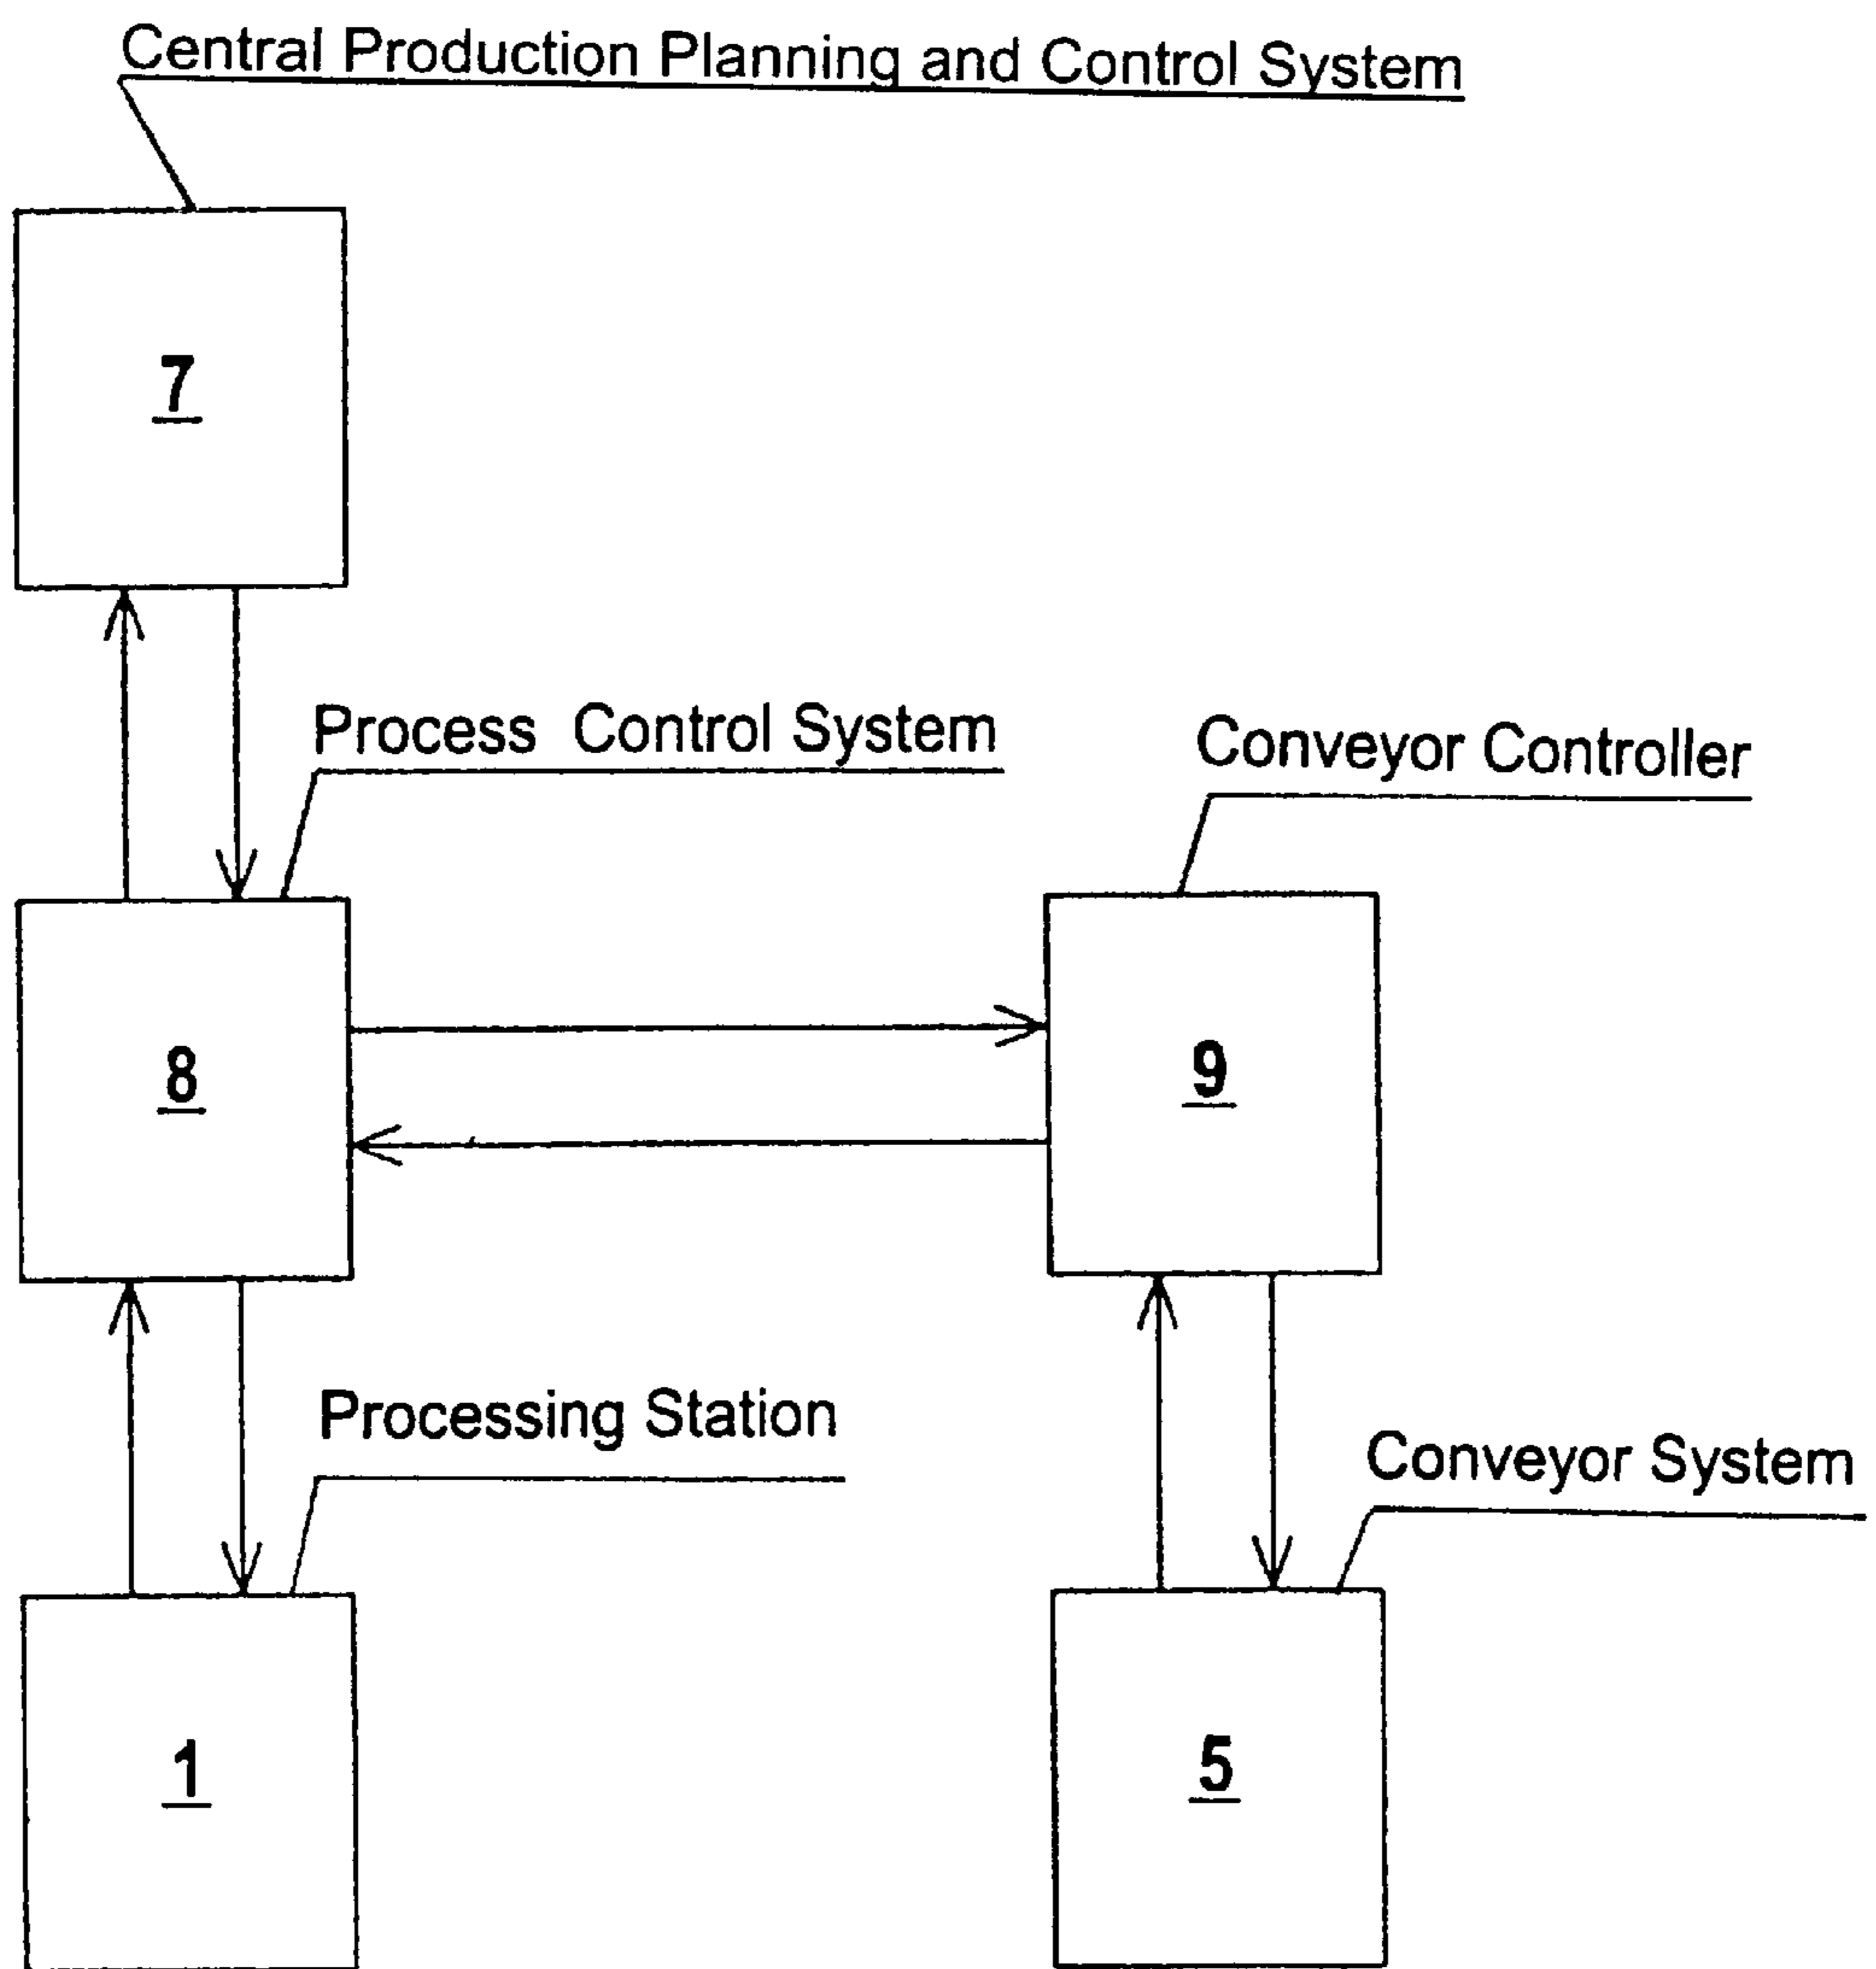 Central Production Planning and Control System
7
Process Control System
Conveyor Controller
8
9
Processing Station
Conveyor System
1
5